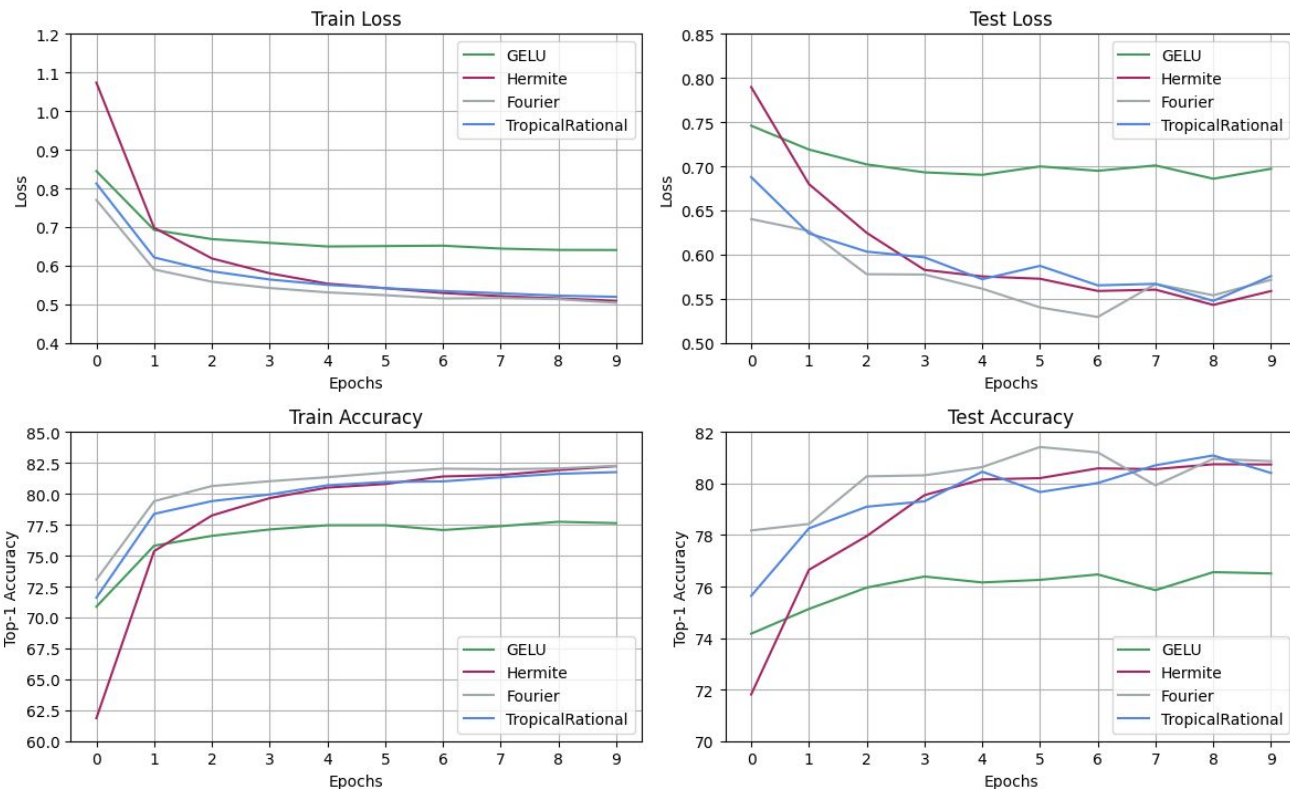 Train Loss
1.2
1.1
1.0
0.9
0.8
0.7
0.6
0.5
0.4
Loss
0 1 2 3 4 5 6 7 8 9
Epochs
GELU
Hermite
Fourier
TropicalRational
Test Loss
0.85
0.80
0.75
0.70
0.65
0.60
0.55
0.50
Loss
0 1 2 3 4 5 6 7 8 9
Epochs
GELU
Hermite
Fourier
TropicalRational
Train Accuracy
85.0
82.5
80.0
77.5
75.0
72.5
70.0
67.5
65.0
62.5
60.0
Top-1 Accuracy
0 1 2 3 4 5 6 7 8 9
Epochs
GELU
Hermite
Fourier
TropicalRational
Test Accuracy
82
80
78
76
74
72
70
Top-1 Accuracy
0 1 2 3 4 5 6 7 8 9
Epochs
GELU
Hermite
Fourier
TropicalRational